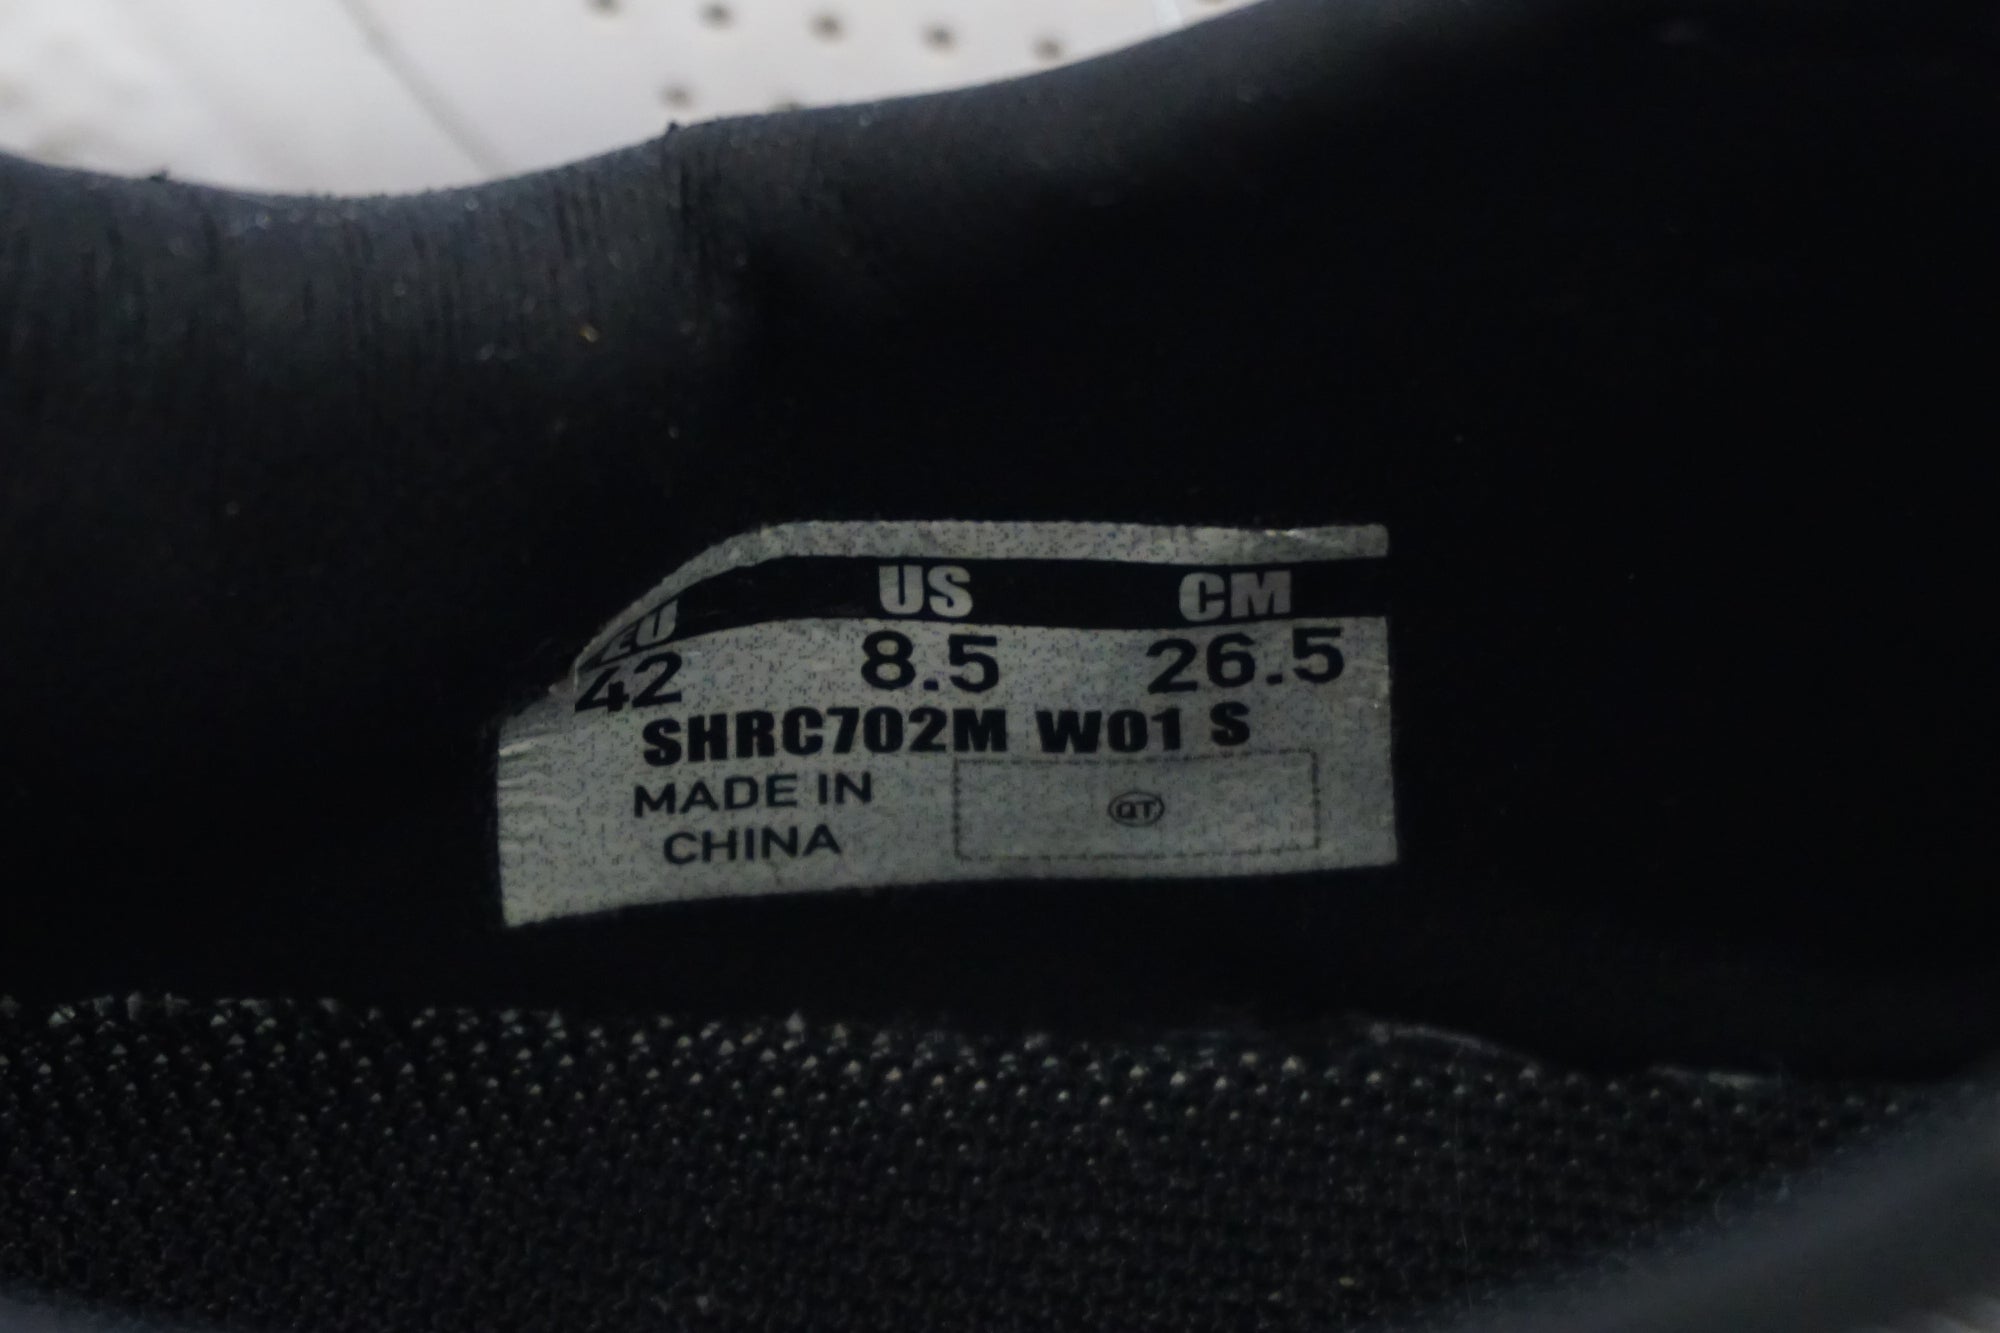 EU US CM
42 8.5 26.5
SHRC702M W01 S
MADE IN
CHINA
QT